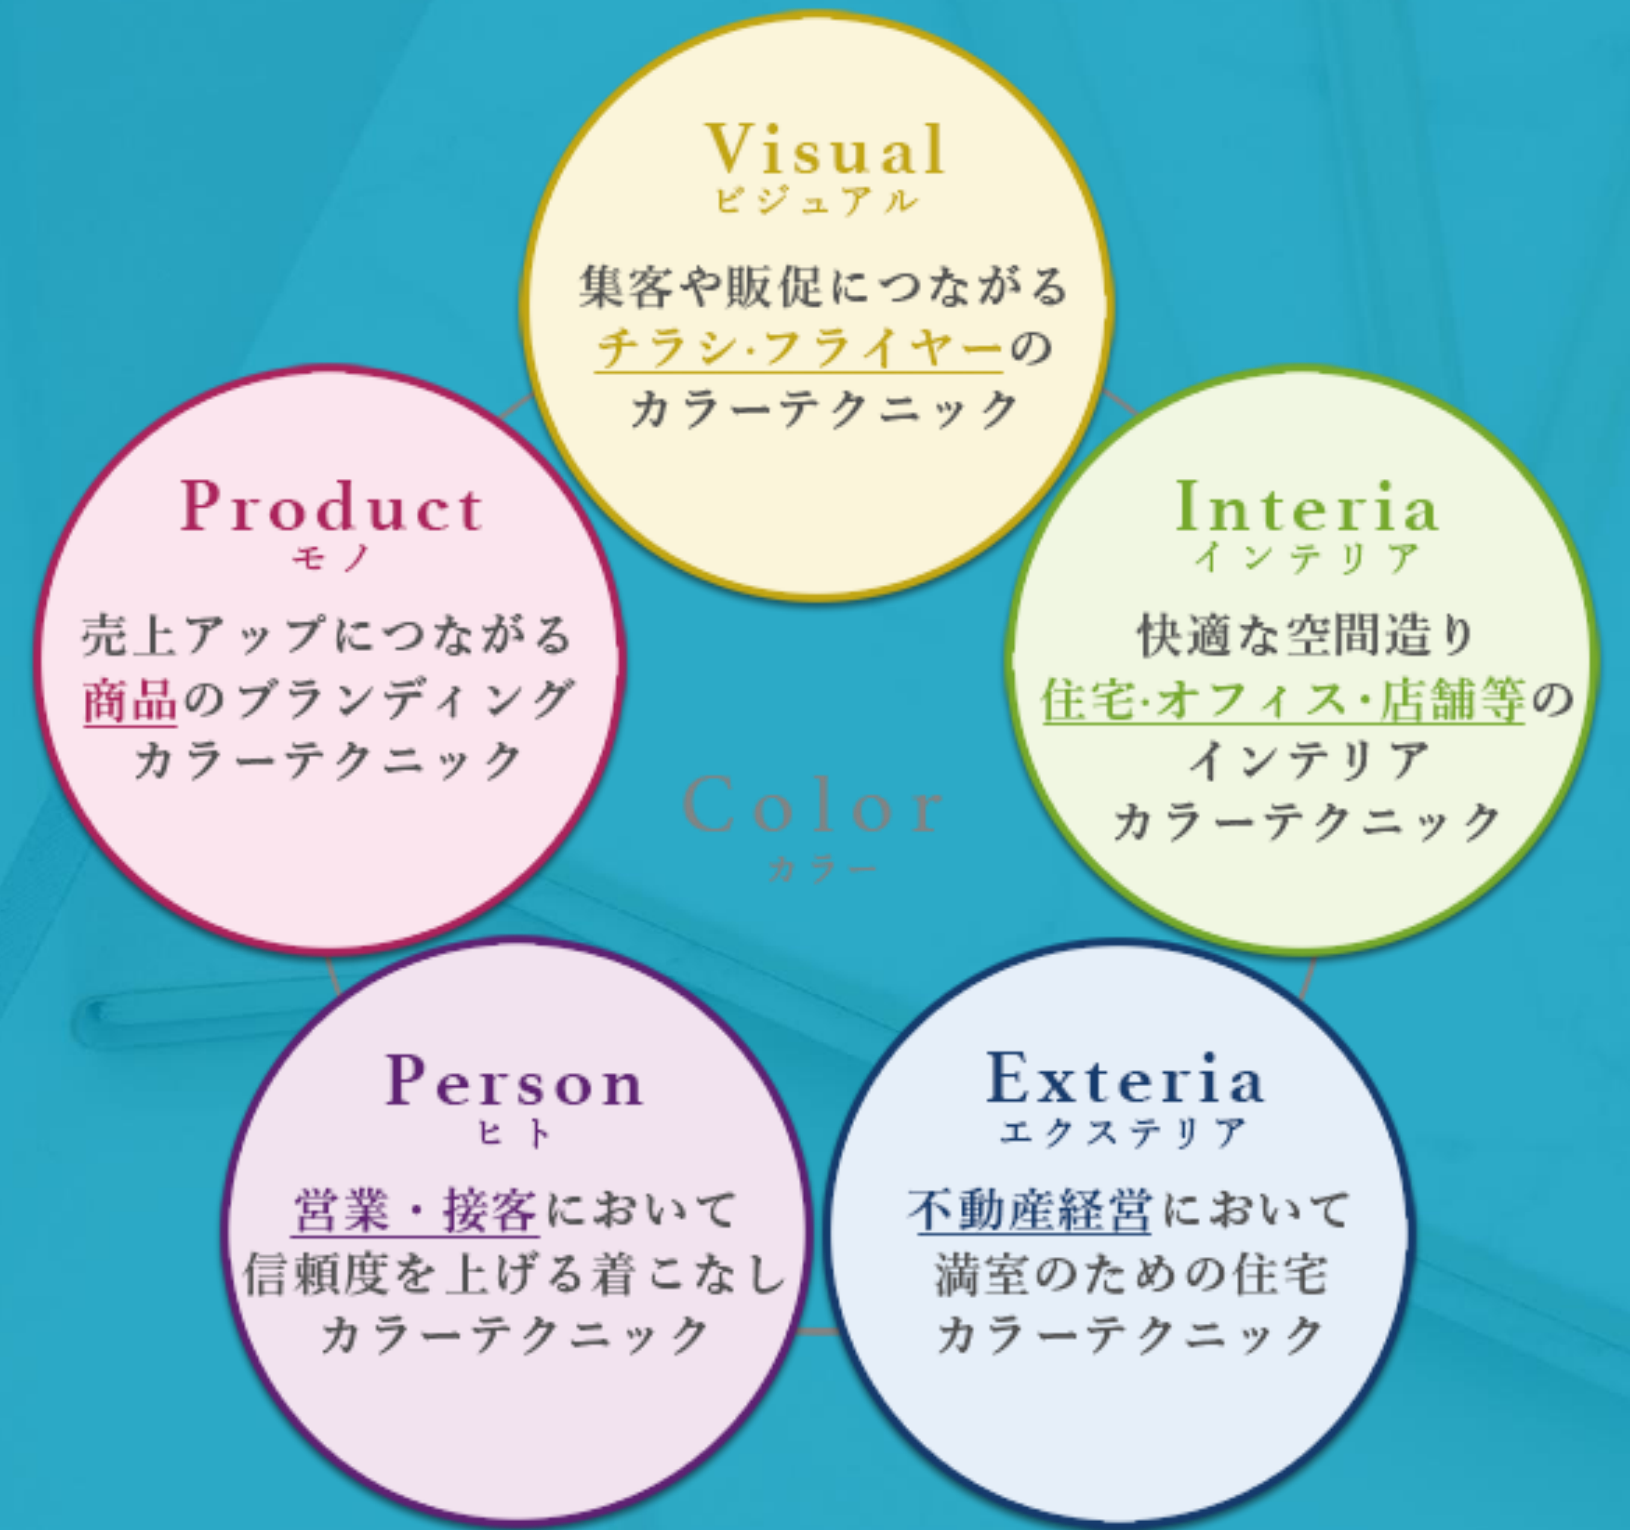 Visual
ビジュアル
集客や販促につながる
チラシ·フライヤーの
カラーテクニック
Product
モノ
売上アップにつながる
商品のブランディング
カラーテクニック
Interia
インテリア
快適な空間造り
住宅·オフィス・店舗等の
インテリア
カラーテクニック
Color
カラー
Person
ヒト
営業・接客において
信頼度を上げる着こなし
カラーテクニック
Exteria
エクステリア
不動産経営において
満室のための住宅
カラーテクニック